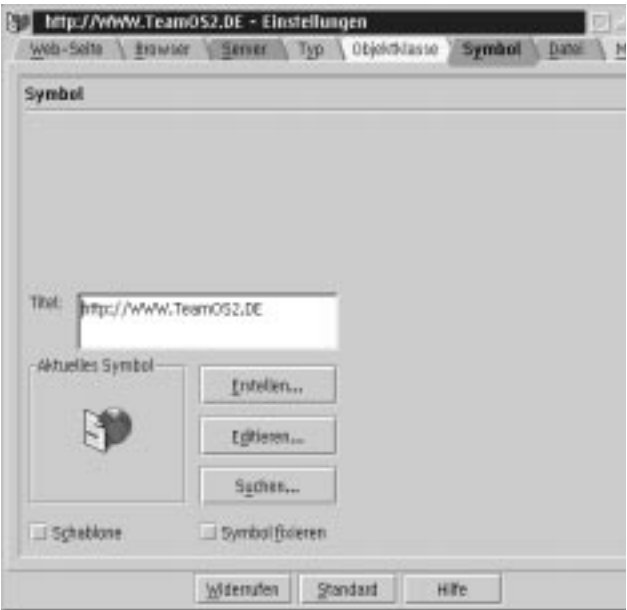 http://WWW.TeamOS2.DE - Einstellungen
Web-Seite Browser Server Typ Objektklasse Symbol Datei M
Symbol
Titel:
http://WWW.TeamOS2.DE
Aktuelles Symbol
Erstellen...
Editieren...
Suchen...
Schablone
Symbol fixieren
Widerrufen Standard Hilfe